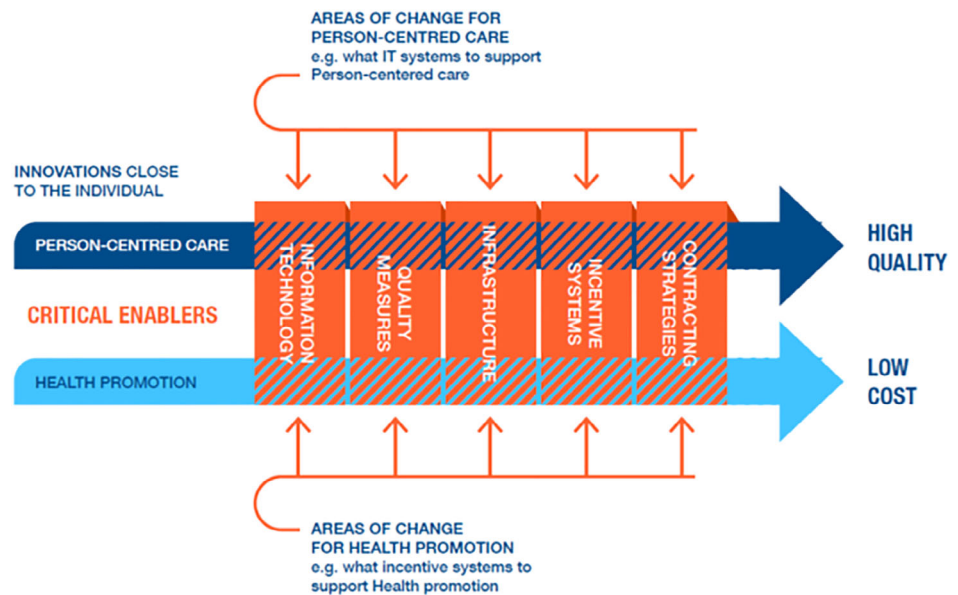 AREAS OF CHANGE FOR
PERSON-CENTRED CARE
e.g. what IT systems to support
Person-centered care
INNOVATIONS CLOSE
TO THE INDIVIDUAL
PERSON-CENTRED CARE
CRITICAL ENABLERS
HEALTH PROMOTION
INFORMATION
TECHNOLOGY
QUALITY
MEASURES
INFRASTRUCTURE
INCENTIVE
SYSTEMS
CONTRACTING
STRATEGIES
HIGH
QUALITY
LOW
COST
AREAS OF CHANGE
FOR HEALTH PROMOTION
e.g. what incentive systems to
support Health promotion